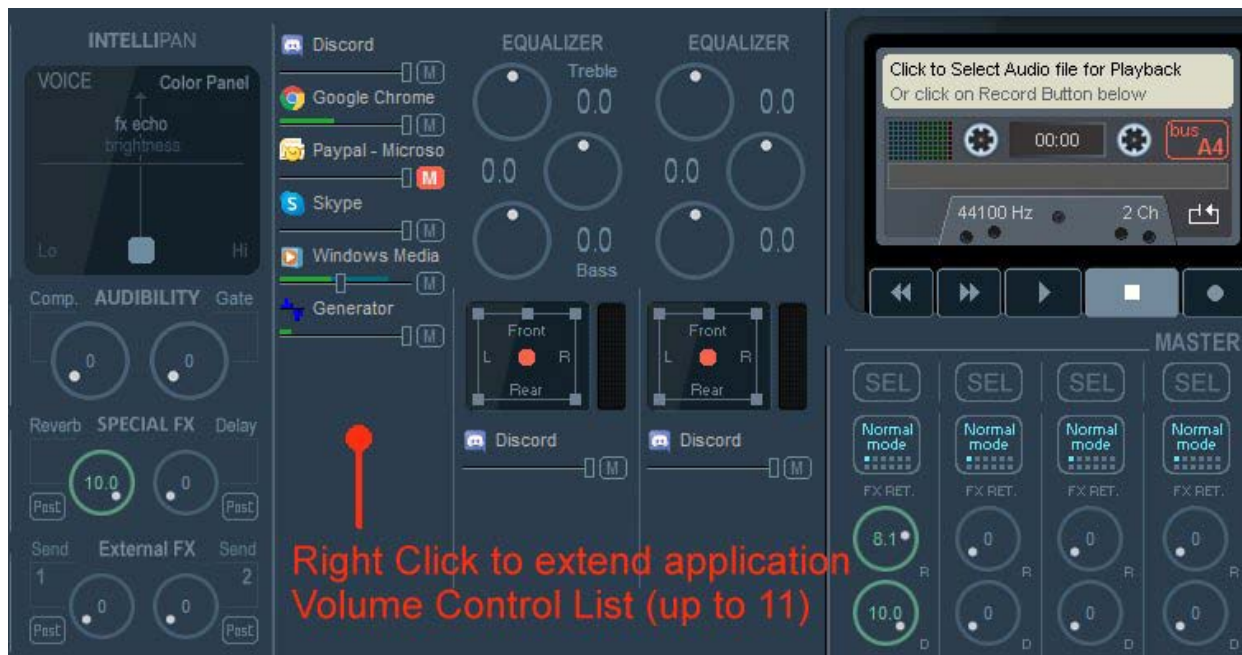 INTELLIPAN
VOICE
Color Panel
fx echo
brightness
Lo
Hi
Comp.
AUDIBILITY
Gate
0
0
Reverb
SPECIAL FX
Delay
10.0
0
Post
Post
Send
External FX
Send
1
2
0
0
Post
Post
Discord
M
Google Chrome
M
Paypal - Microso
M
Skype
M
Windows Media
M
Generator
M
Right Click to extend application
Volume Control List (up to 11)
EQUALIZER
Treble
0.0
0.0
0.0
Bass
Front
L
R
Rear
Discord
M
EQUALIZER
0.0
0.0
0.0
Front
L
R
Rear
Discord
M
Click to Select Audio file for Playback
Or click on Record Button below
00:00
bus
A4
44100 Hz
2 Ch
MASTER
SEL
SEL
SEL
SEL
Normal
mode
Normal
mode
Normal
mode
Normal
mode
FX RET.
FX RET.
FX RET.
FX RET.
8.1
R
0
R
0
R
0
R
10.0
D
0
D
0
D
0
D